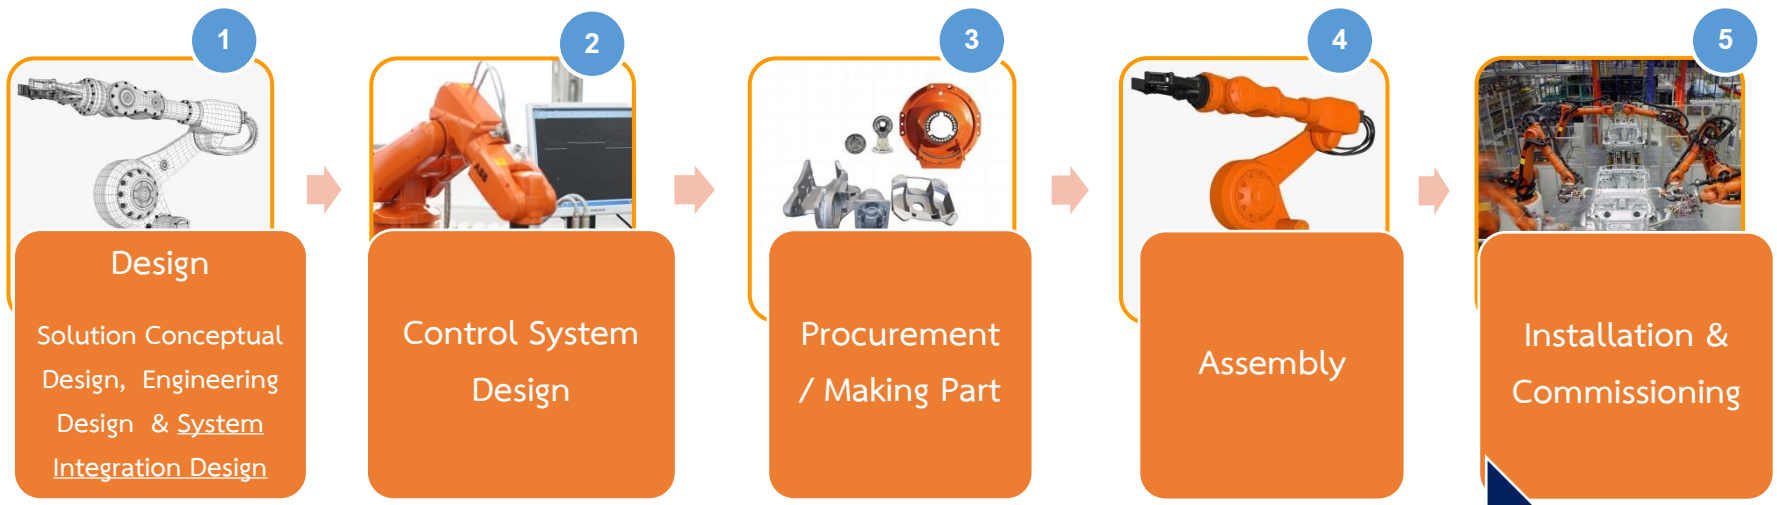 1
2
3
4
5
Design
Solution Conceptual
Design, Engineering
Design & System
Integration Design
Control System
Design
Procurement
/ Making Part
Assembly
Installation &
Commissioning
ABB